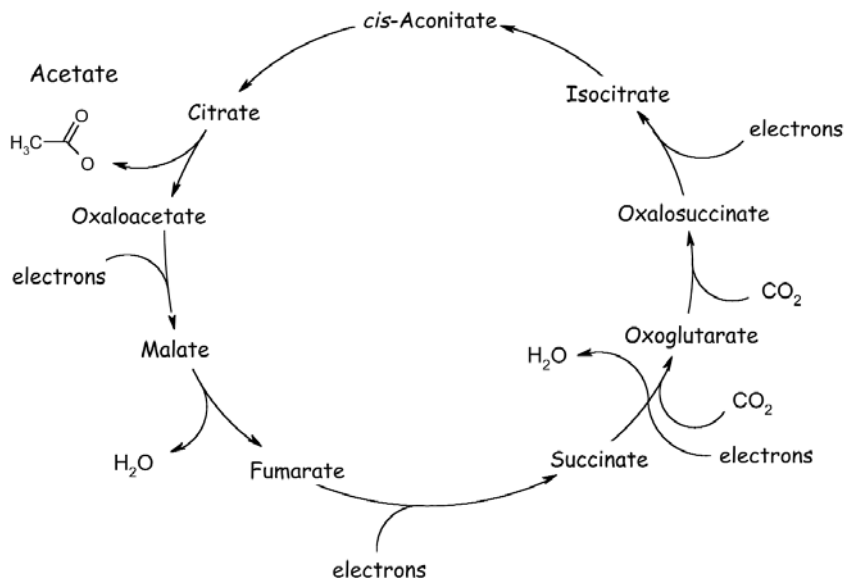 cis-Aconitate
Acetate
Isocitrate
Citrate
O
H₃C
O
electrons
Oxaloacetate
Oxalosuccinate
electrons
CO₂
Oxoglutarate
Malate
H₂O
CO₂
H₂O
Fumarate
Succinate
electrons
electrons